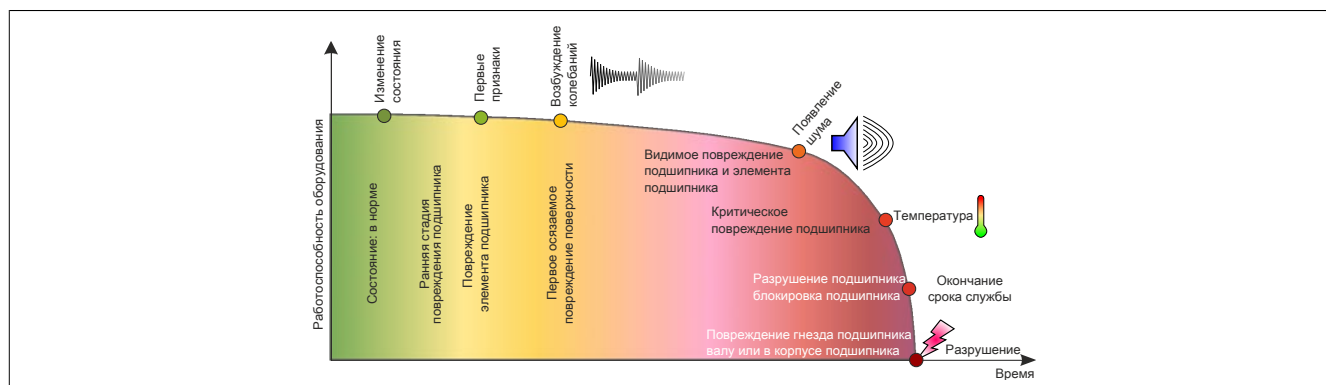 Изменение
состояния
Первые
признаки
Возбуждение
колебаний
Появление
шума
Работоспособность оборудования
Состояние: в норме
Ранняя стадия
повреждения подшипника
Повреждение
элемента подшипника
Первое осязаемое
повреждение поверхности
Видимое повреждение
подшипника и элемента
подшипника
Критическое
повреждение подшипника
Температура
Разрушение подшипника
блокировка подшипника
Окончание
срока службы
Повреждение гнезда подшипника
валу или в корпусе подшипника
Разрушение
Время